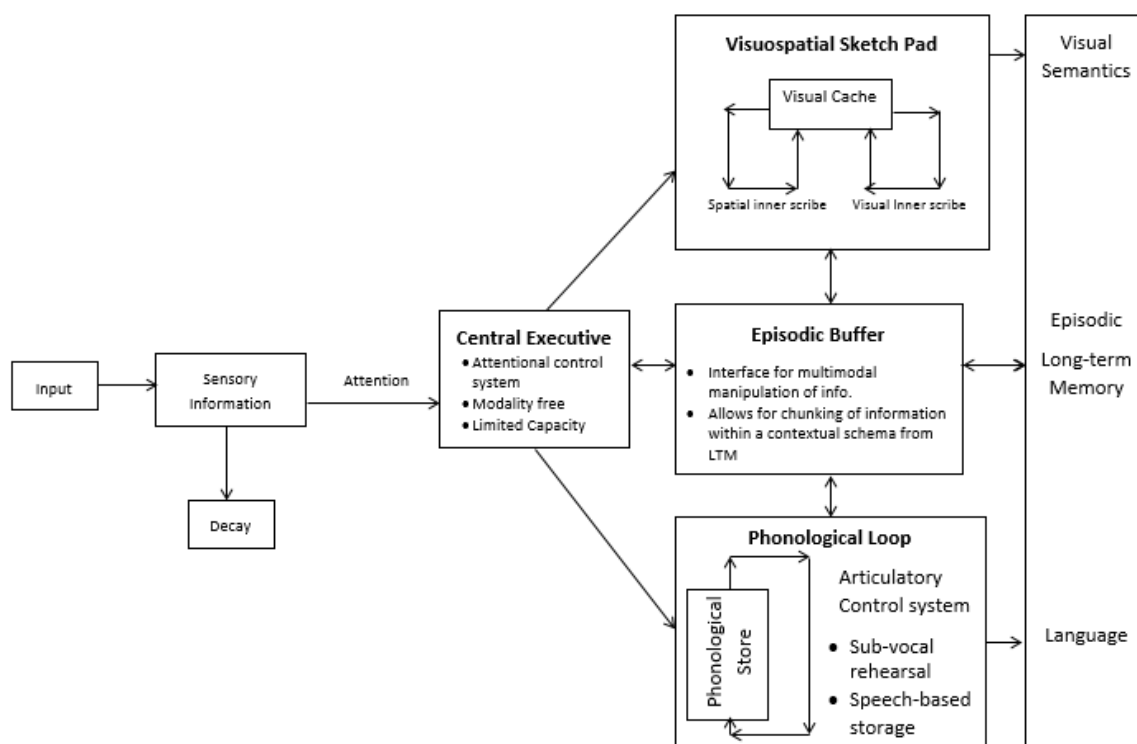 Input
Sensory
Information
Decay
Attention
Central Executive
• Attentional control
system
• Modality free
• Limited Capacity
Visuospatial Sketch Pad
Visual Cache
Spatial inner scribe
Visual Inner scribe
Episodic Buffer
• Interface for multimodal
manipulation of info.
• Allows for chunking of information
within a contextual schema from
LTM
Phonological Loop
Phonological
Store
Articulatory
Control system
• Sub-vocal
rehearsal
• Speech-based
storage
Visual
Semantics
Episodic
Long-term
Memory
Language